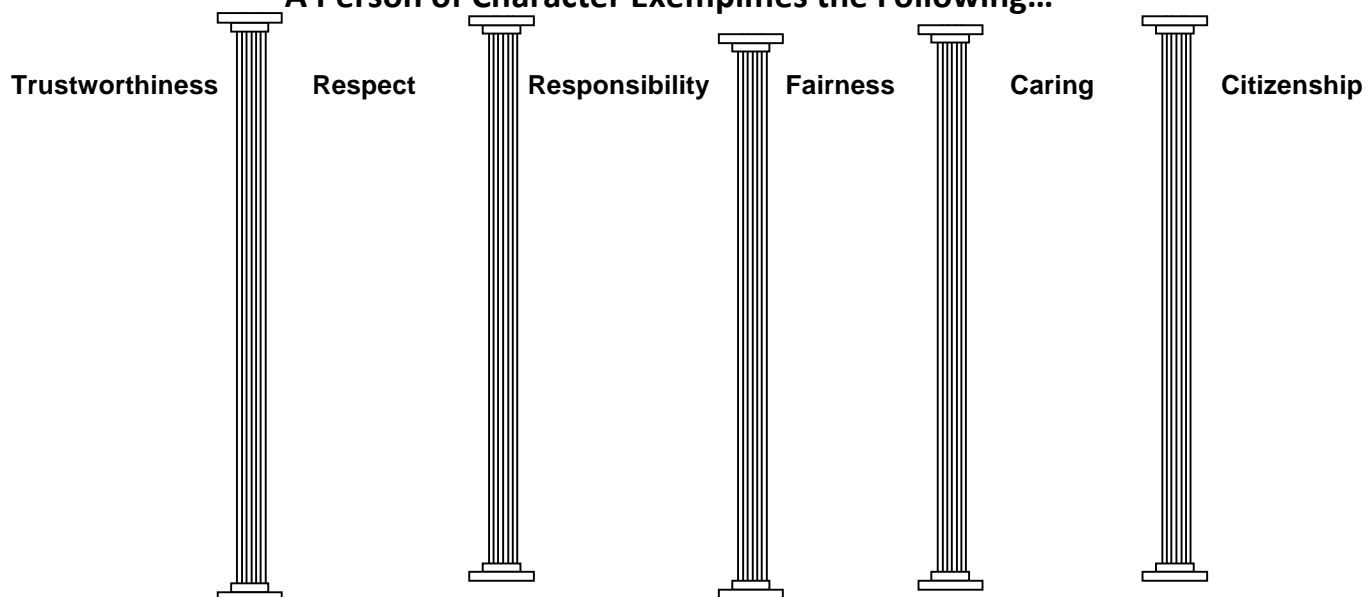 A Person of Character Exemplifies the Following…
Trustworthiness Respect Responsibility Fairness Caring Citizenship